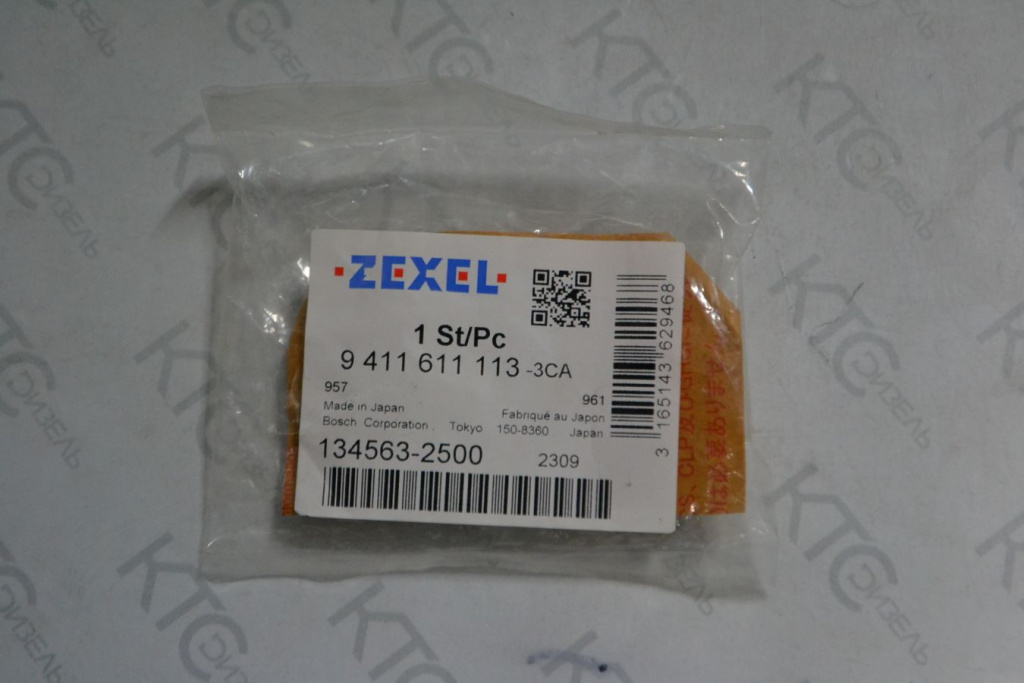 ZEXEL
1 St/Pc
9 411 611 113 -3CA
957
961
Made in Japan
Fabriqué au Japon
Bosch Corporation . Tokyo 150-8360 Japan
134563-2500
2309
3 165143 629468
КТС
ДИЗЕЛЬ